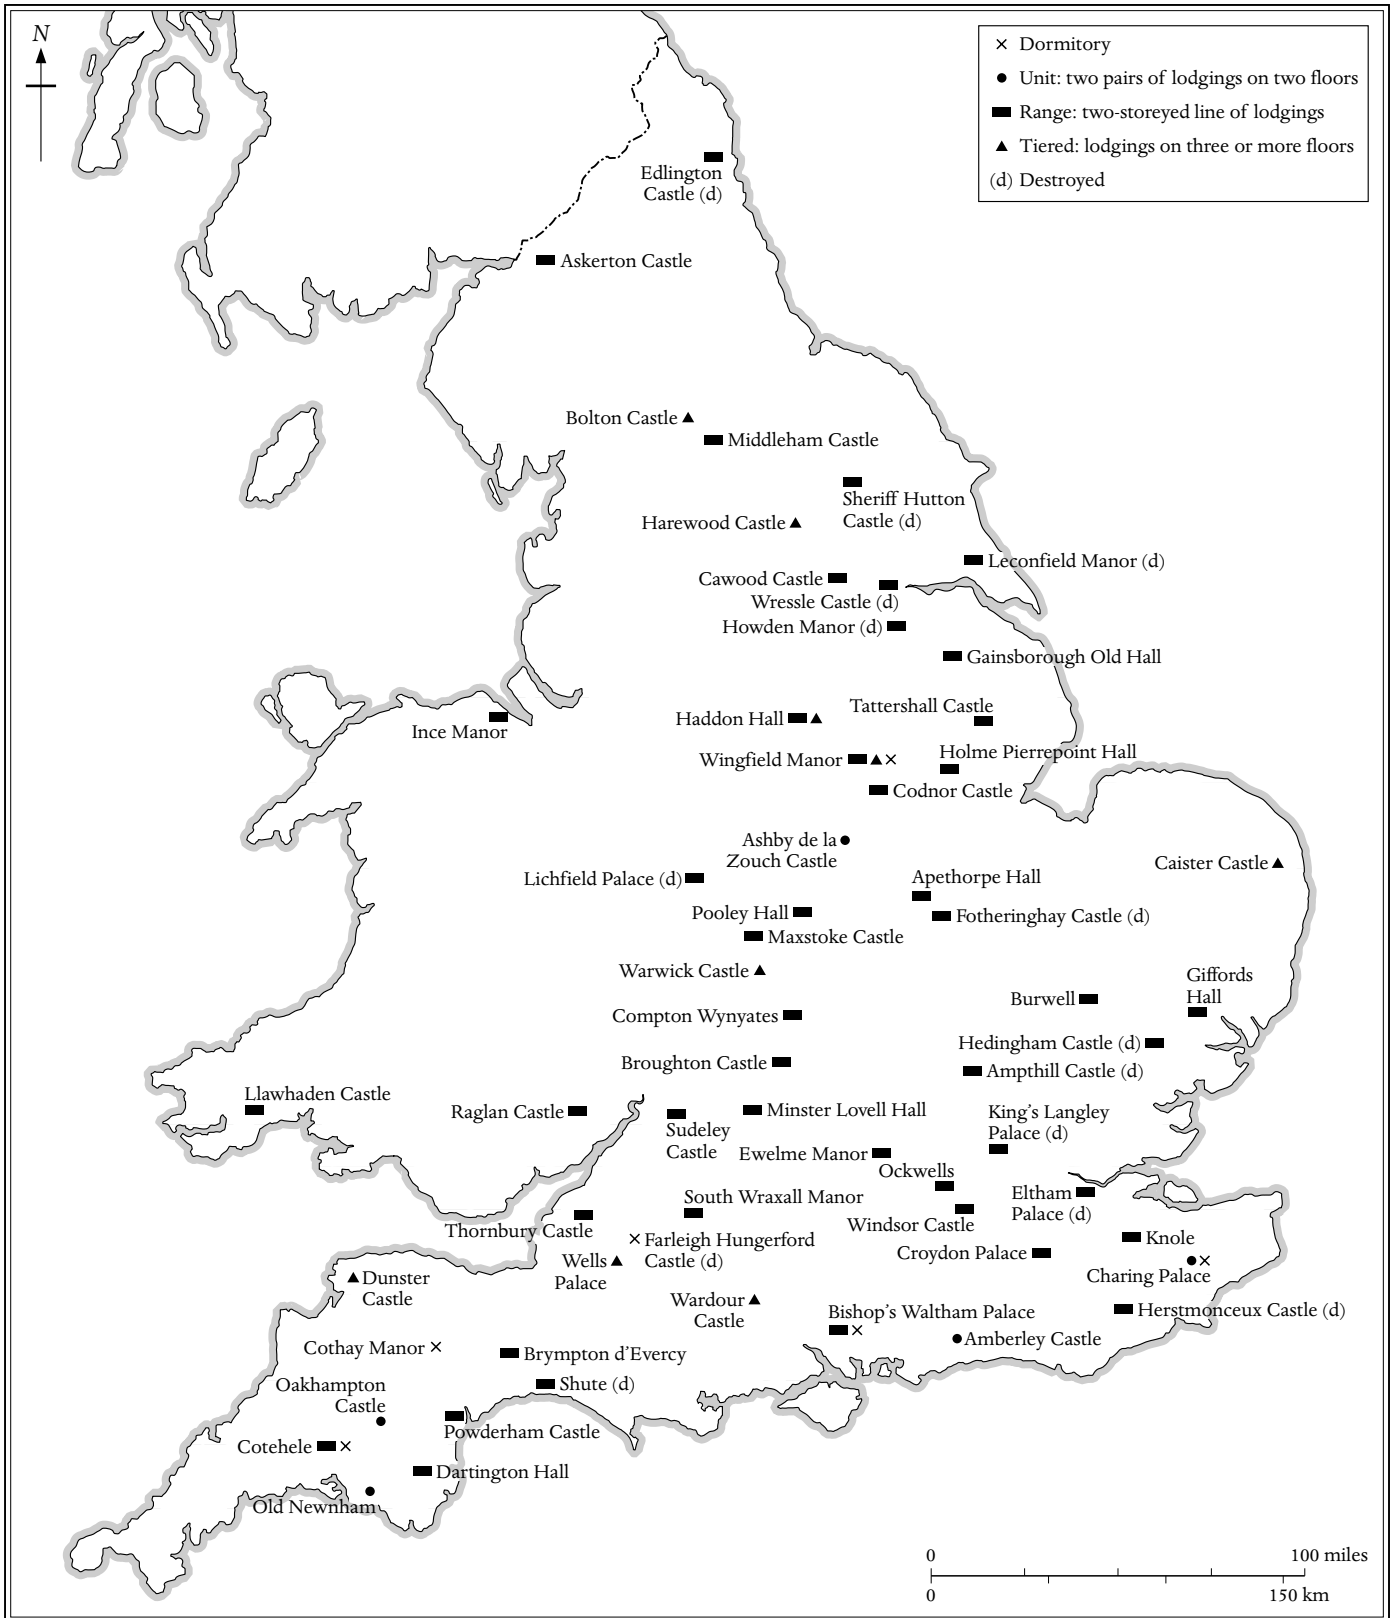 N
× Dormitory
● Unit: two pairs of lodgings on two floors
▬ Range: two-storeyed line of lodgings
▲ Tiered: lodgings on three or more floors
(d) Destroyed
Edlington
Castle (d)
Askerton Castle
Bolton Castle
Middleham Castle
Sheriff Hutton
Castle (d)
Harewood Castle
Leconfield Manor (d)
Cawood Castle
Wressle Castle (d)
Howden Manor (d)
Gainsborough Old Hall
Tattershall Castle
Haddon Hall
Ince Manor
Holme Pierrepoint Hall
Wingfield Manor
Codnor Castle
Ashby de la
Zouch Castle
Caister Castle
Lichfield Palace (d)
Apethorpe Hall
Pooley Hall
Fotheringhay Castle (d)
Maxstoke Castle
Warwick Castle
Giffords
Hall
Burwell
Compton Wynyates
Hedingham Castle (d)
Broughton Castle
Ampthill Castle (d)
Llawhaden Castle
Raglan Castle
Minster Lovell Hall
King's Langley
Palace (d)
Sudeley
Castle
Ewelme Manor
Ockwells
Eltham
Palace (d)
South Wraxall Manor
Windsor Castle
Thornbury Castle
Farleigh Hungerford
Castle (d)
Knole
Croydon Palace
Wells
Palace
Charing Palace
Dunster
Castle
Wardour
Castle
Bishop's Waltham Palace
Herstmonceux Castle (d)
Amberley Castle
Cothay Manor
Brympton d'Evercy
Oakhampton
Castle
Shute (d)
Powderham Castle
Cotehele
Dartington Hall
Old Newnham
0 100 miles
0 150 km